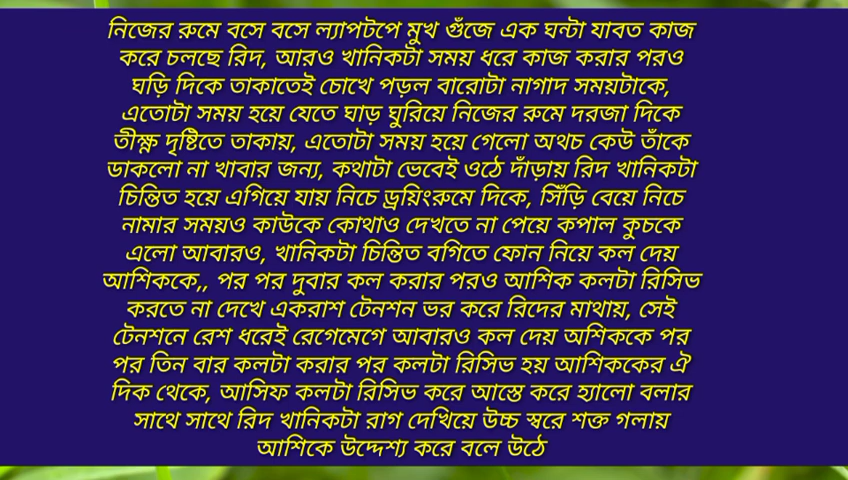 নিজের রুমে বসে বসে ল্যাপটপে মুখ গুঁজে এক ঘন্টা যাবত কাজ
করে চলছে রিদ, আরও খানিকটা সময় ধরে কাজ করার পরও
ঘড়ি দিকে তাকাতেই চোখে পড়ল বারোটা নাগাদ সময়টাকে,
এতোটা সময় হয়ে যেতে ঘাড় ঘুরিয়ে নিজের রুমে দরজা দিকে
তীক্ষ্ণ দৃষ্টিতে তাকায়, এতোটা সময় হয়ে গেলো অথচ কেউ তাঁকে
ডাকলো না খাবার জন্য, কথাটা ভেবেই ওঠে দাঁড়ায় রিদ খানিকটা
চিন্তিত হয়ে এগিয়ে যায় নিচে ড্রয়িংরুমে দিকে, সিঁড়ি বেয়ে নিচে
নামার সময়ও কাউকে কোথাও দেখতে না পেয়ে কপাল কুচকে
এলো আবারও, খানিকটা চিন্তিত বগিতে ফোন নিয়ে কল দেয়
আশিককে,, পর পর দুবার কল করার পরও আশিক কলটা রিসিভ
করতে না দেখে একরাশ টেনশন ভর করে রিদের মাথায়, সেই
টেনশনে রেশ ধরেই রেগেমেগে আবারও কল দেয় অশিককে পর
পর তিন বার কলটা করার পর কলটা রিসিভ হয় আশিককের ঐ
দিক থেকে, আসিফ কলটা রিসিভ করে আস্তে করে হ্যালো বলার
সাথে সাথে রিদ খানিকটা রাগ দেখিয়ে উচ্চ স্বরে শক্ত গলায়
আশিকে উদ্দেশ্য করে বলে উঠে